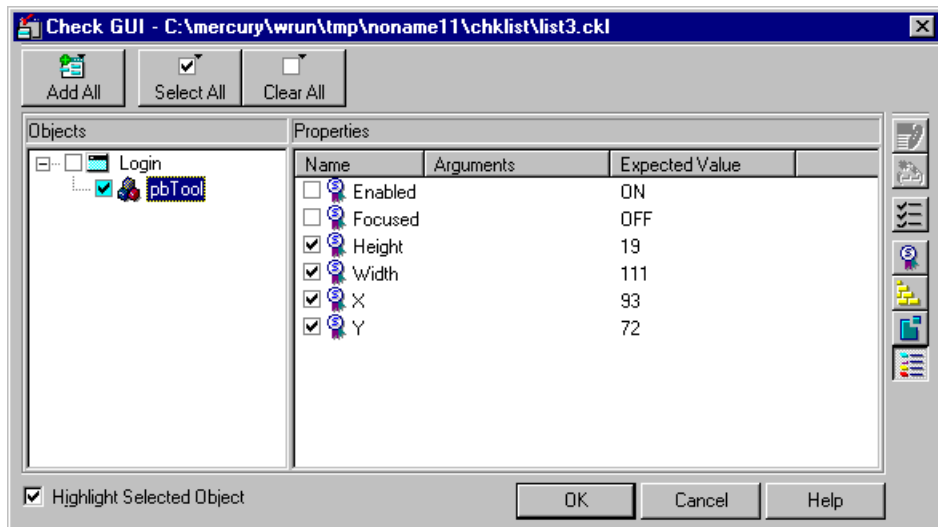 Check GUI - C:\mercury\wrun\tmp\noname11\chklist\list3.ckl
Add All Select All Clear All
Objects Properties
Login
pbTool
Name Arguments Expected Value
Enabled ON
Focused OFF
Height 19
Width 111
X 93
Y 72
Highlight Selected Object OK Cancel Help